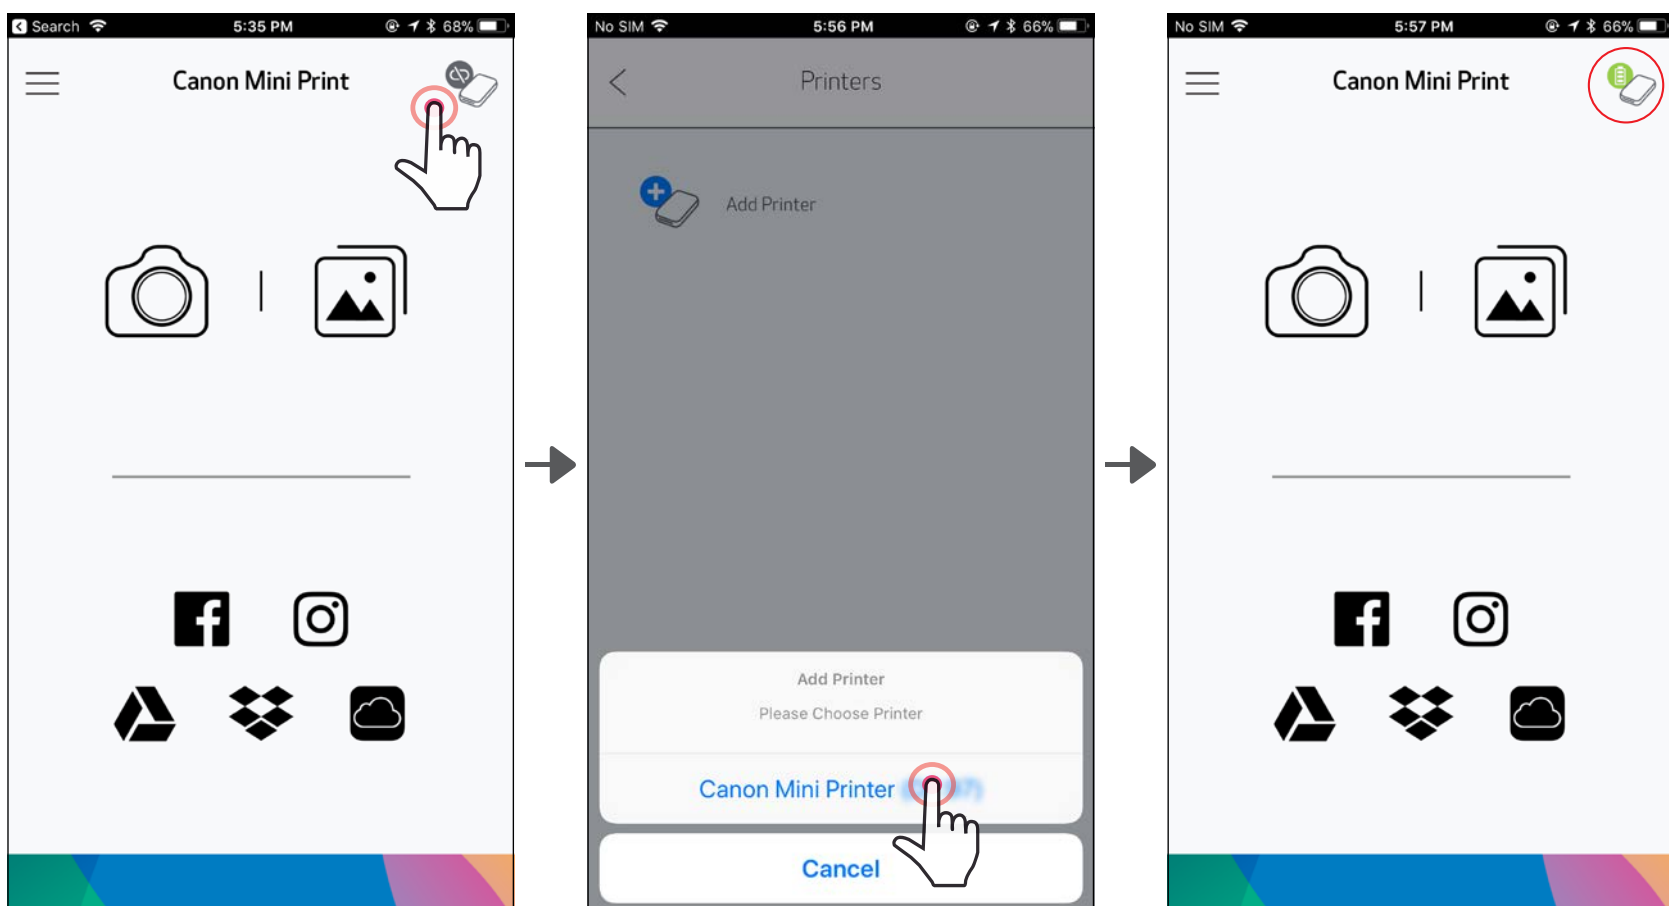 Search 5:35 PM 68%
Canon Mini Print
No SIM 5:56 PM 66%
Printers
Add Printer
Add Printer
Please Choose Printer
Canon Mini Printer
Cancel
No SIM 5:57 PM 66%
Canon Mini Print